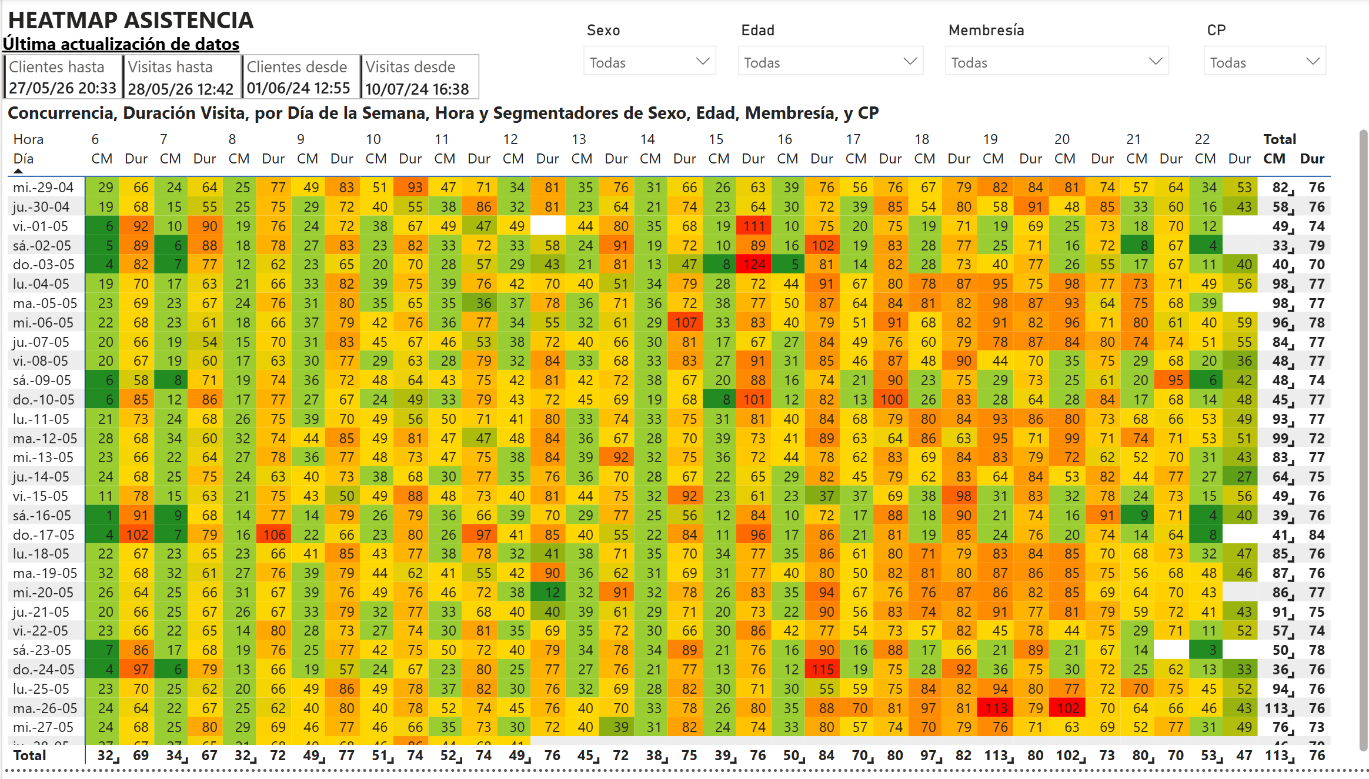 HEATMAP ASISTENCIA
Última actualización de datos
Clientes hasta Visitas hasta Clientes desde Visitas desde
27/05/26 20:33 28/05/26 12:42 01/06/24 12:55 10/07/24 16:38
Sexo Edad Membresía CP
Todas Todas Todas Todas
Concurrencia, Duración Visita, por Día de la Semana, Hora y Segmentadores de Sexo, Edad, Membresía, y CP
Hora 6 7 8 9 10 11 12 13 14 15 16 17 18 19 20 21 22 Total
Día CM Dur CM Dur CM Dur CM Dur CM Dur CM Dur CM Dur CM Dur CM Dur CM Dur CM Dur CM Dur CM Dur CM Dur CM Dur CM Dur CM Dur CM Dur
mi.-29-04 29 66 24 64 25 77 49 83 51 93 47 71 34 81 35 76 31 66 26 63 39 76 56 76 67 79 82 84 81 74 57 64 34 53 82 76
ju.-30-04 19 68 15 55 25 75 29 72 40 55 38 86 32 81 23 64 21 74 23 64 30 72 39 85 54 80 58 91 48 85 33 60 16 43 58 76
vi.-01-05 6 92 10 90 19 76 24 72 38 67 49 47 49 44 80 35 68 19 111 10 75 20 75 19 71 19 69 25 73 18 70 12 49 74
sá.-02-05 5 89 6 88 18 78 27 83 23 82 33 72 33 58 24 91 19 72 10 89 16 102 19 83 28 77 25 71 16 72 8 67 4 33 79
do.-03-05 4 82 7 77 12 62 23 65 20 70 28 57 29 43 21 81 13 47 8 124 5 81 14 82 28 73 40 77 26 55 17 67 11 40 40 70
lu.-04-05 19 70 17 63 21 66 33 82 39 75 39 76 42 70 40 51 34 79 28 72 44 91 67 80 78 87 95 75 98 77 73 71 49 56 98 77
ma.-05-05 23 69 23 67 24 76 31 80 35 65 35 36 37 78 36 71 36 72 38 77 50 87 64 84 81 82 98 87 93 64 75 68 39 98 77
mi.-06-05 22 68 23 61 18 66 37 79 42 76 36 77 34 55 32 61 29 107 33 83 40 79 51 91 68 82 91 82 96 71 80 61 40 59 96 78
ju.-07-05 20 66 19 54 15 70 31 83 45 67 46 53 38 72 40 66 30 81 17 67 27 84 49 76 60 79 78 87 84 80 74 74 51 55 84 77
vi.-08-05 20 67 19 60 17 63 30 77 29 63 28 79 32 84 33 68 33 83 27 91 31 85 46 87 48 90 44 70 35 75 29 68 20 36 48 77
sá.-09-05 6 58 8 71 19 74 36 72 48 64 43 75 42 81 42 72 38 67 20 88 16 74 21 90 23 75 29 73 25 61 20 95 6 42 48 74
do.-10-05 6 85 12 86 17 77 27 67 24 49 33 79 43 72 45 69 19 68 8 101 12 82 13 100 26 83 28 64 28 84 17 68 14 48 45 77
lu.-11-05 21 73 24 68 25 75 39 70 49 56 50 71 41 80 33 74 33 75 31 81 40 84 68 79 80 84 93 86 80 73 68 66 53 49 93 77
ma.-12-05 28 68 34 60 32 74 44 85 49 81 47 47 48 84 36 67 28 70 39 73 41 89 63 64 86 63 95 71 99 71 74 71 53 51 99 72
mi.-13-05 23 66 22 64 27 78 36 77 48 73 47 75 38 84 39 92 32 75 36 72 44 78 62 83 69 84 83 79 72 62 52 70 31 43 83 77
ju.-14-05 24 68 25 75 24 63 40 73 38 68 30 77 35 76 36 70 28 67 22 65 29 82 45 79 62 83 64 84 53 82 44 77 27 27 64 75
vi.-15-05 11 78 15 63 21 75 43 50 49 88 48 73 40 81 44 75 32 92 23 61 23 37 37 69 38 98 31 83 32 78 24 73 15 56 49 76
sá.-16-05 1 91 9 68 14 77 14 79 26 79 36 66 39 70 29 77 25 56 12 84 10 72 17 88 18 90 21 74 16 91 9 71 4 40 39 76
do.-17-05 4 102 7 79 16 106 22 66 23 80 26 97 41 85 40 55 22 84 11 96 17 86 21 81 19 85 24 76 20 74 14 64 8 41 84
lu.-18-05 22 67 23 65 23 66 41 85 43 77 38 78 32 41 38 71 35 70 34 77 35 86 61 80 71 79 83 84 85 70 68 73 32 47 85 76
ma.-19-05 32 68 32 61 27 76 39 79 44 62 41 55 42 90 36 62 31 69 31 77 40 80 50 82 81 80 87 86 85 75 56 68 48 46 87 76
mi.-20-05 26 64 25 66 31 67 39 76 49 76 46 72 38 12 32 91 32 78 26 83 35 94 67 76 76 87 86 82 85 69 64 70 43 86 77
ju.-21-05 20 66 25 67 26 67 33 79 32 77 33 68 40 40 39 61 29 71 20 73 22 90 56 83 74 82 91 77 81 79 59 72 41 43 91 75
vi.-22-05 23 66 22 65 14 80 28 73 27 74 30 81 35 69 35 72 30 66 30 86 42 77 54 73 57 82 45 78 44 75 29 71 11 52 57 74
sá.-23-05 7 86 17 68 19 76 25 77 42 75 50 72 40 79 34 78 34 89 21 76 16 90 16 88 17 66 21 89 21 67 14 3 50 78
do.-24-05 4 97 6 79 13 66 19 57 24 67 23 80 25 77 27 76 21 77 13 76 12 115 19 75 28 92 36 75 30 72 25 62 13 33 36 76
lu.-25-05 23 70 25 62 20 66 49 86 49 78 37 82 30 76 32 69 28 82 30 71 30 55 59 75 84 82 94 80 77 72 70 75 45 52 94 76
ma.-26-05 24 64 22 67 25 62 40 80 40 78 52 74 45 76 40 70 33 78 26 80 35 88 70 81 97 81 113 79 102 70 64 66 46 43 113 76
mi.-27-05 24 68 25 80 29 69 46 77 46 66 35 73 30 72 40 39 31 82 24 74 33 80 57 74 70 79 76 71 63 69 52 77 31 49 76 73
Total 32 69 34 67 32 72 49 77 51 74 52 74 49 76 45 72 38 75 39 76 50 84 70 80 97 82 113 80 102 73 80 70 53 47 113 76